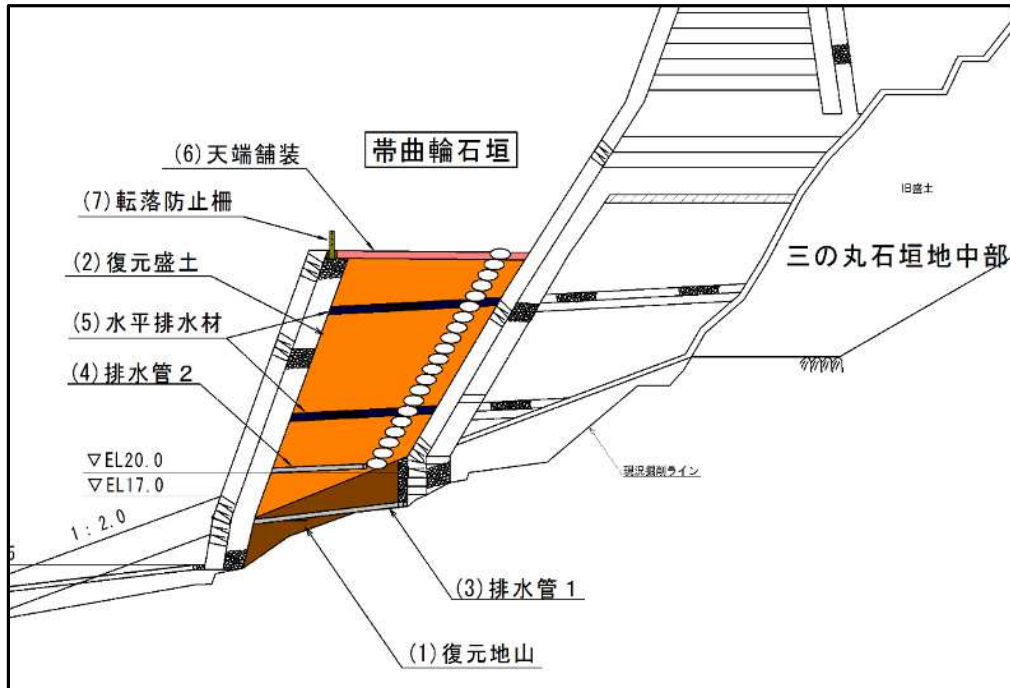 帯曲輪石垣
(6)天端舗装
(7)転落防止柵
旧盛土
(2)復元盛土
三の丸石垣地中部
(5)水平排水材
(4)排水管2
▽EL20.0
現況掘削ライン
▽EL17.0
1:2.0
5
(3)排水管1
(1)復元地山